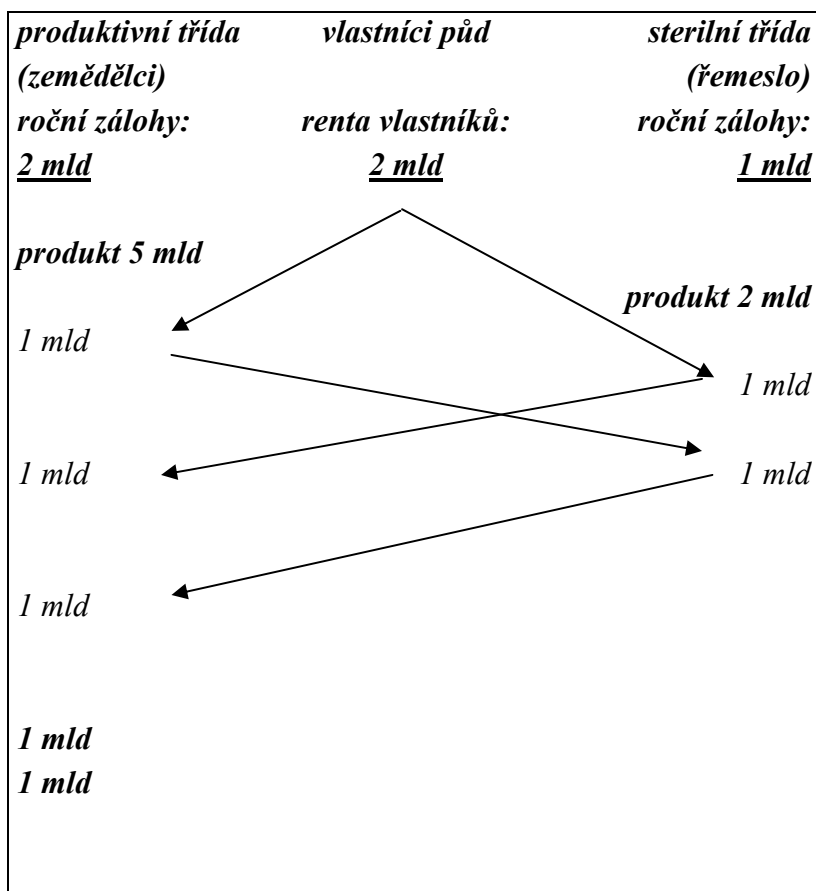 produktivní třída vlastníci půd sterilní třída
(zemědělci) (řemeslo)
roční zálohy: renta vlastníků: roční zálohy:
2 mld 2 mld 1 mld
produkt 5 mld
produkt 2 mld
1 mld
1 mld
1 mld 1 mld
1 mld
1 mld
1 mld